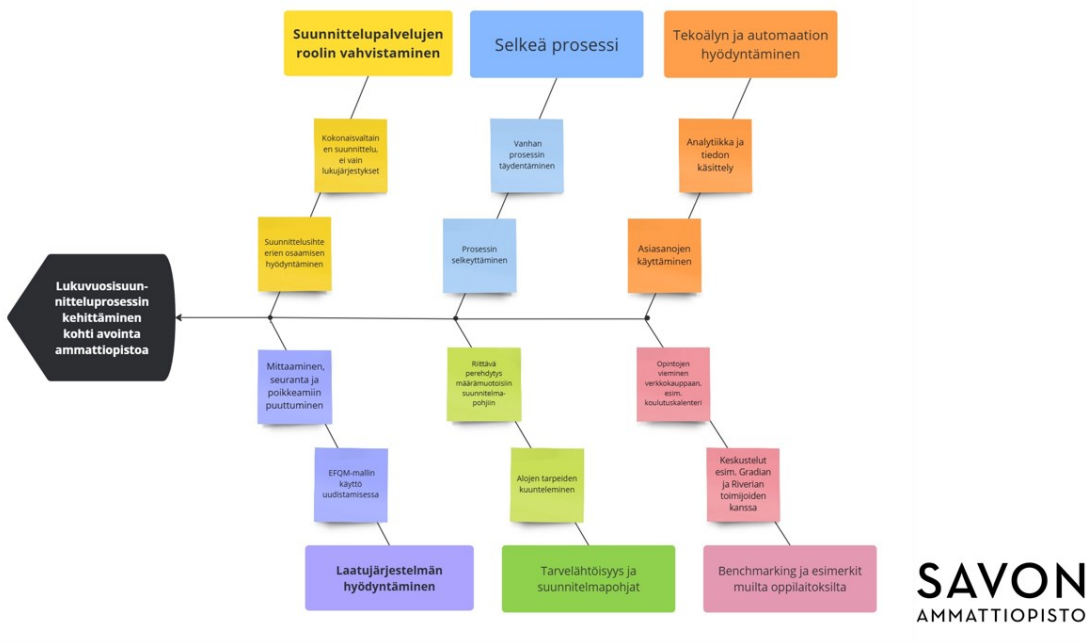 Suunnittelupalvelujen
roolin vahvistaminen
Selkeä prosessi
Tekoälyn ja automaation
hyödyntäminen
Kokonaisvaltain
en suunnittelu,
ei vain
lukujärjestykset
Vanhan
prosessin
täydentäminen
Analytiikka ja
tiedon
käsittely
Suunnittelusihte
erien osaamisen
hyödyntäminen
Prosessin
selkeyttäminen
Asiasanojen
käyttäminen
Lukuvuosisuun-
nitteluprosessin
kehittäminen
kohti avointa
ammattiopistoa
Mittaaminen,
seuranta ja
poikkeamiin
puuttuminen
Riittävä
perehdytys
määrämuotoisiin
suunnitelma-
pohjiin
Opintojen
vieminen
verkkokauppaan,
esim.
koulutuskalenteri
EFQM-mallin
käyttö
uudistamisessa
Alojen tarpeiden
kuunteleminen
Keskustelut
esim. Gradian
ja Riverian
toimijoiden
kanssa
Laatujärjestelmän
hyödyntäminen
Tarvelähtöisyys ja
suunnitelmapohjat
Benchmarking ja esimerkit
muilta oppilaitoksilta
SAVON
AMMATTIOPISTO